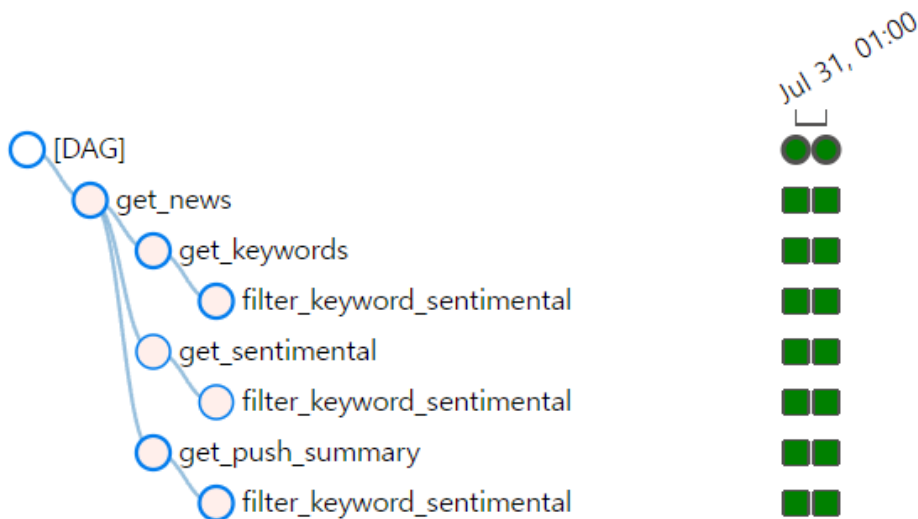 Jul 31, 01:00
[DAG]
get_news
get_keywords
filter_keyword_sentimental
get_sentimental
filter_keyword_sentimental
get_push_summary
filter_keyword_sentimental